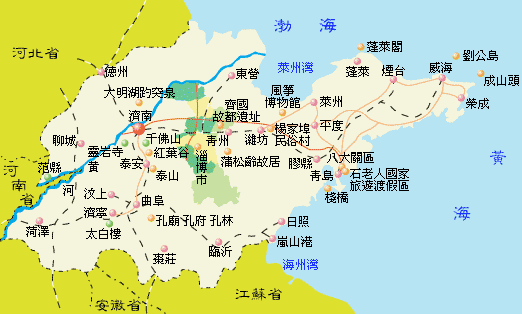 渤海
河北省
蓬萊閣
劉公島
德州
東營
萊州灣
蓬萊
煙台
威海
成山頭
大明湖趵突泉
風箏
博物館
萊州
榮成
濟南
齊國
故都遺址
楊家埠
民俗村
平度
聊城
千佛山
青州
濰坊
靈岩寺
紅葉谷
淄博市
蒲松齡故居
膠縣
八大關區
黃海
范縣
黃河
泰安
泰山
青島
石老人國家
旅遊渡假區
河南省
汶上
棧橋
濟寧
曲阜
菏澤
太白樓
孔廟 孔府 孔林
日照
棗莊
臨沂
嵐山港
海州灣
江蘇省
安徽省